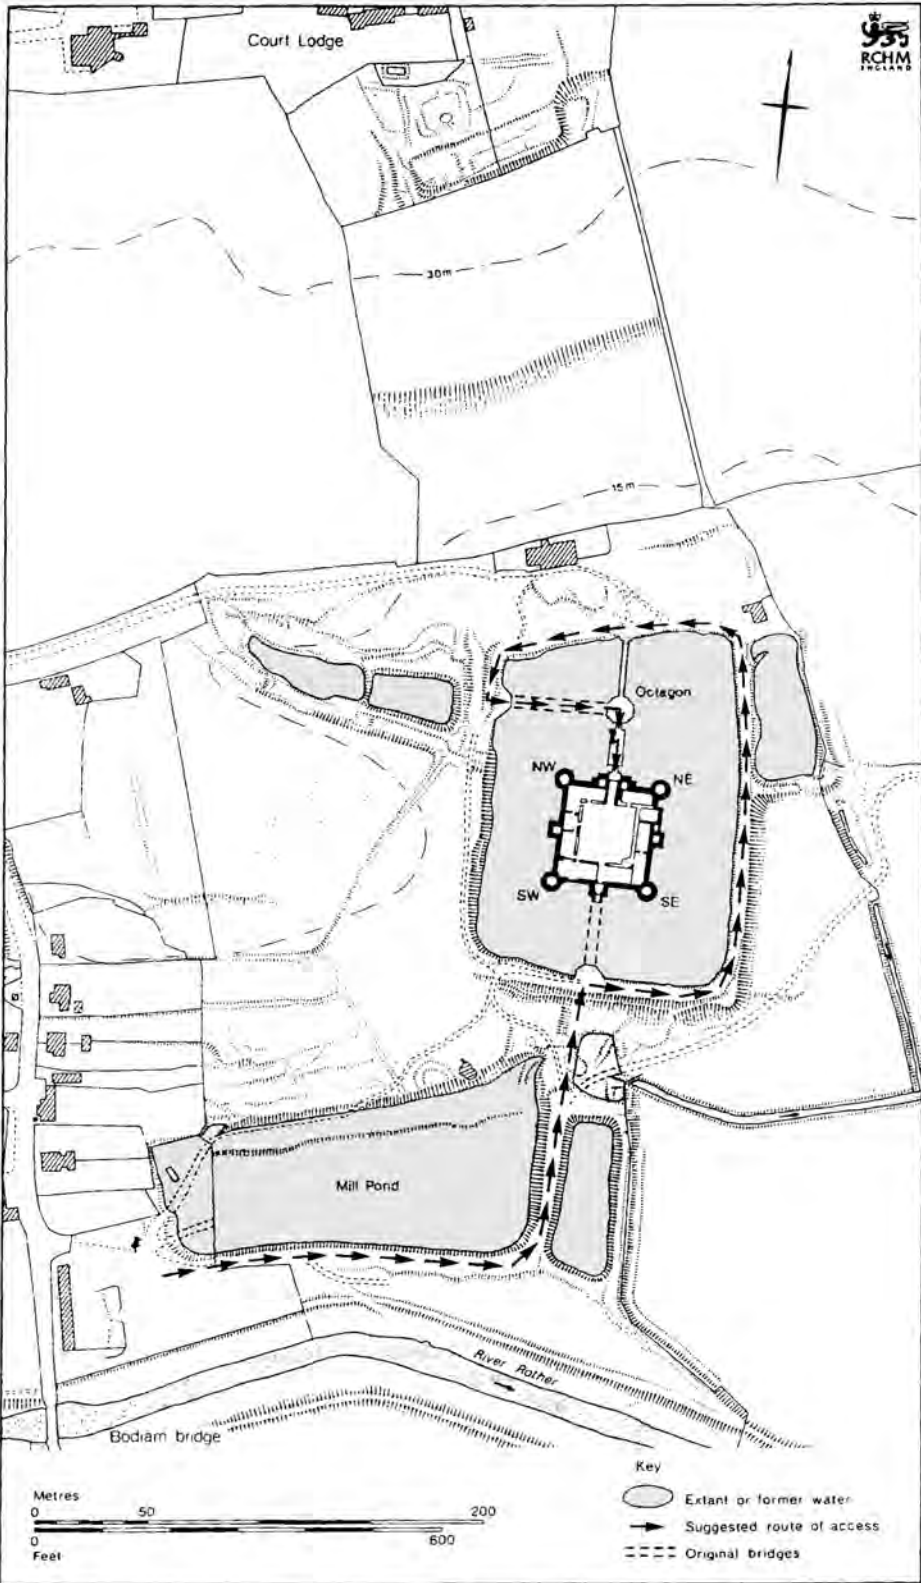 Court Lodge
RCHM
ENGLAND
30m
15m
Octagon
NW
NE
SW
SE
Mill Pond
River Rother
Bodiam bridge
Key
Extant or former water
Suggested route of access
Original bridges
Metres
0 50 200
0 600
Feet